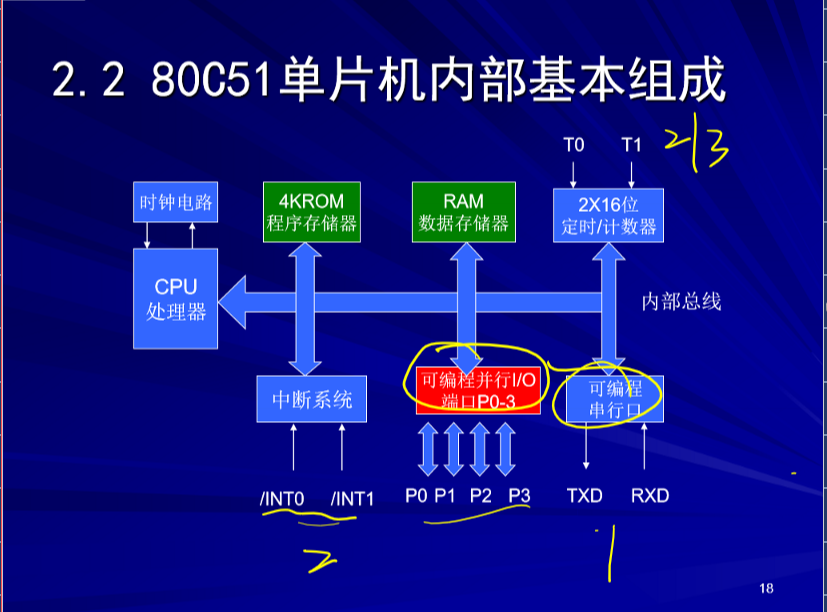 2.2 80C51单片机内部基本组成
T0 T1 2/3
时钟电路
4KROM
程序存储器
RAM
数据存储器
2X16位
定时/计数器
CPU
处理器
内部总线
中断系统
可编程并行I/O
端口P0-3
可编程
串行口
/INT0 /INT1
P0 P1 P2 P3
TXD RXD
2
1
18